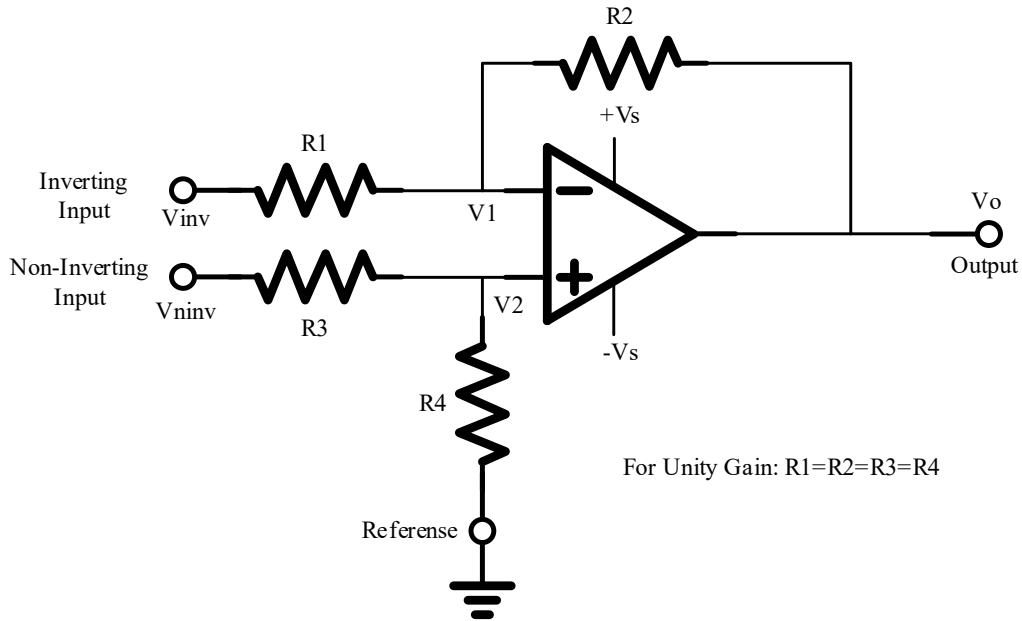 R2
+Vs
R1
Inverting
Input
Vinv
V1
Vo
Output
Non-Inverting
Input
Vninv
R3
V2
-Vs
R4
For Unity Gain: R1=R2=R3=R4
Referense